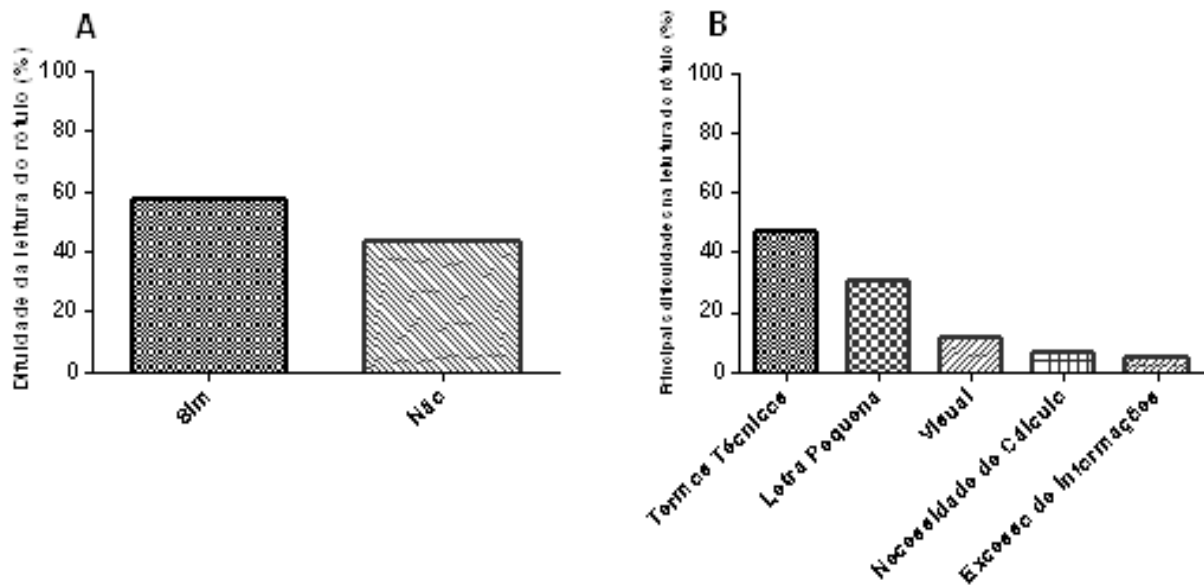 A
Difiuldade da leitura do rótulo (%)
100
80
60
40
20
0
Sim
Não
B
Principais dificuldades na leitura do rótulo (%)
100
80
60
40
20
0
Termos Técnicos
Letra Pequena
Visual
Necessidade de Cálculo
Excesso de Informações